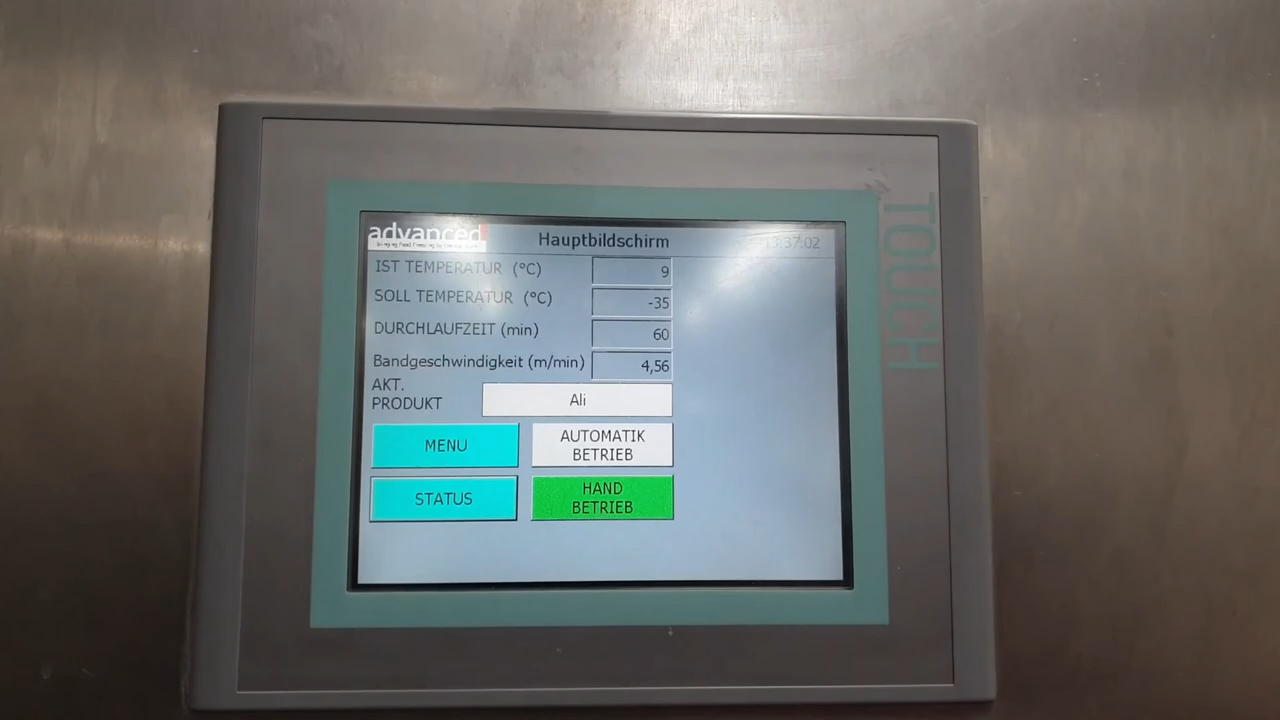 advanced
Hauptbildschirm
13:37:02
IST TEMPERATUR (°C) 9
SOLL TEMPERATUR (°C) -35
DURCHLAUFZEIT (min) 60
Bandgeschwindigkeit (m/min) 4,56
AKT.
PRODUKT
Ali
MENU
AUTOMATIK
BETRIEB
STATUS
HAND
BETRIEB
TOUCH